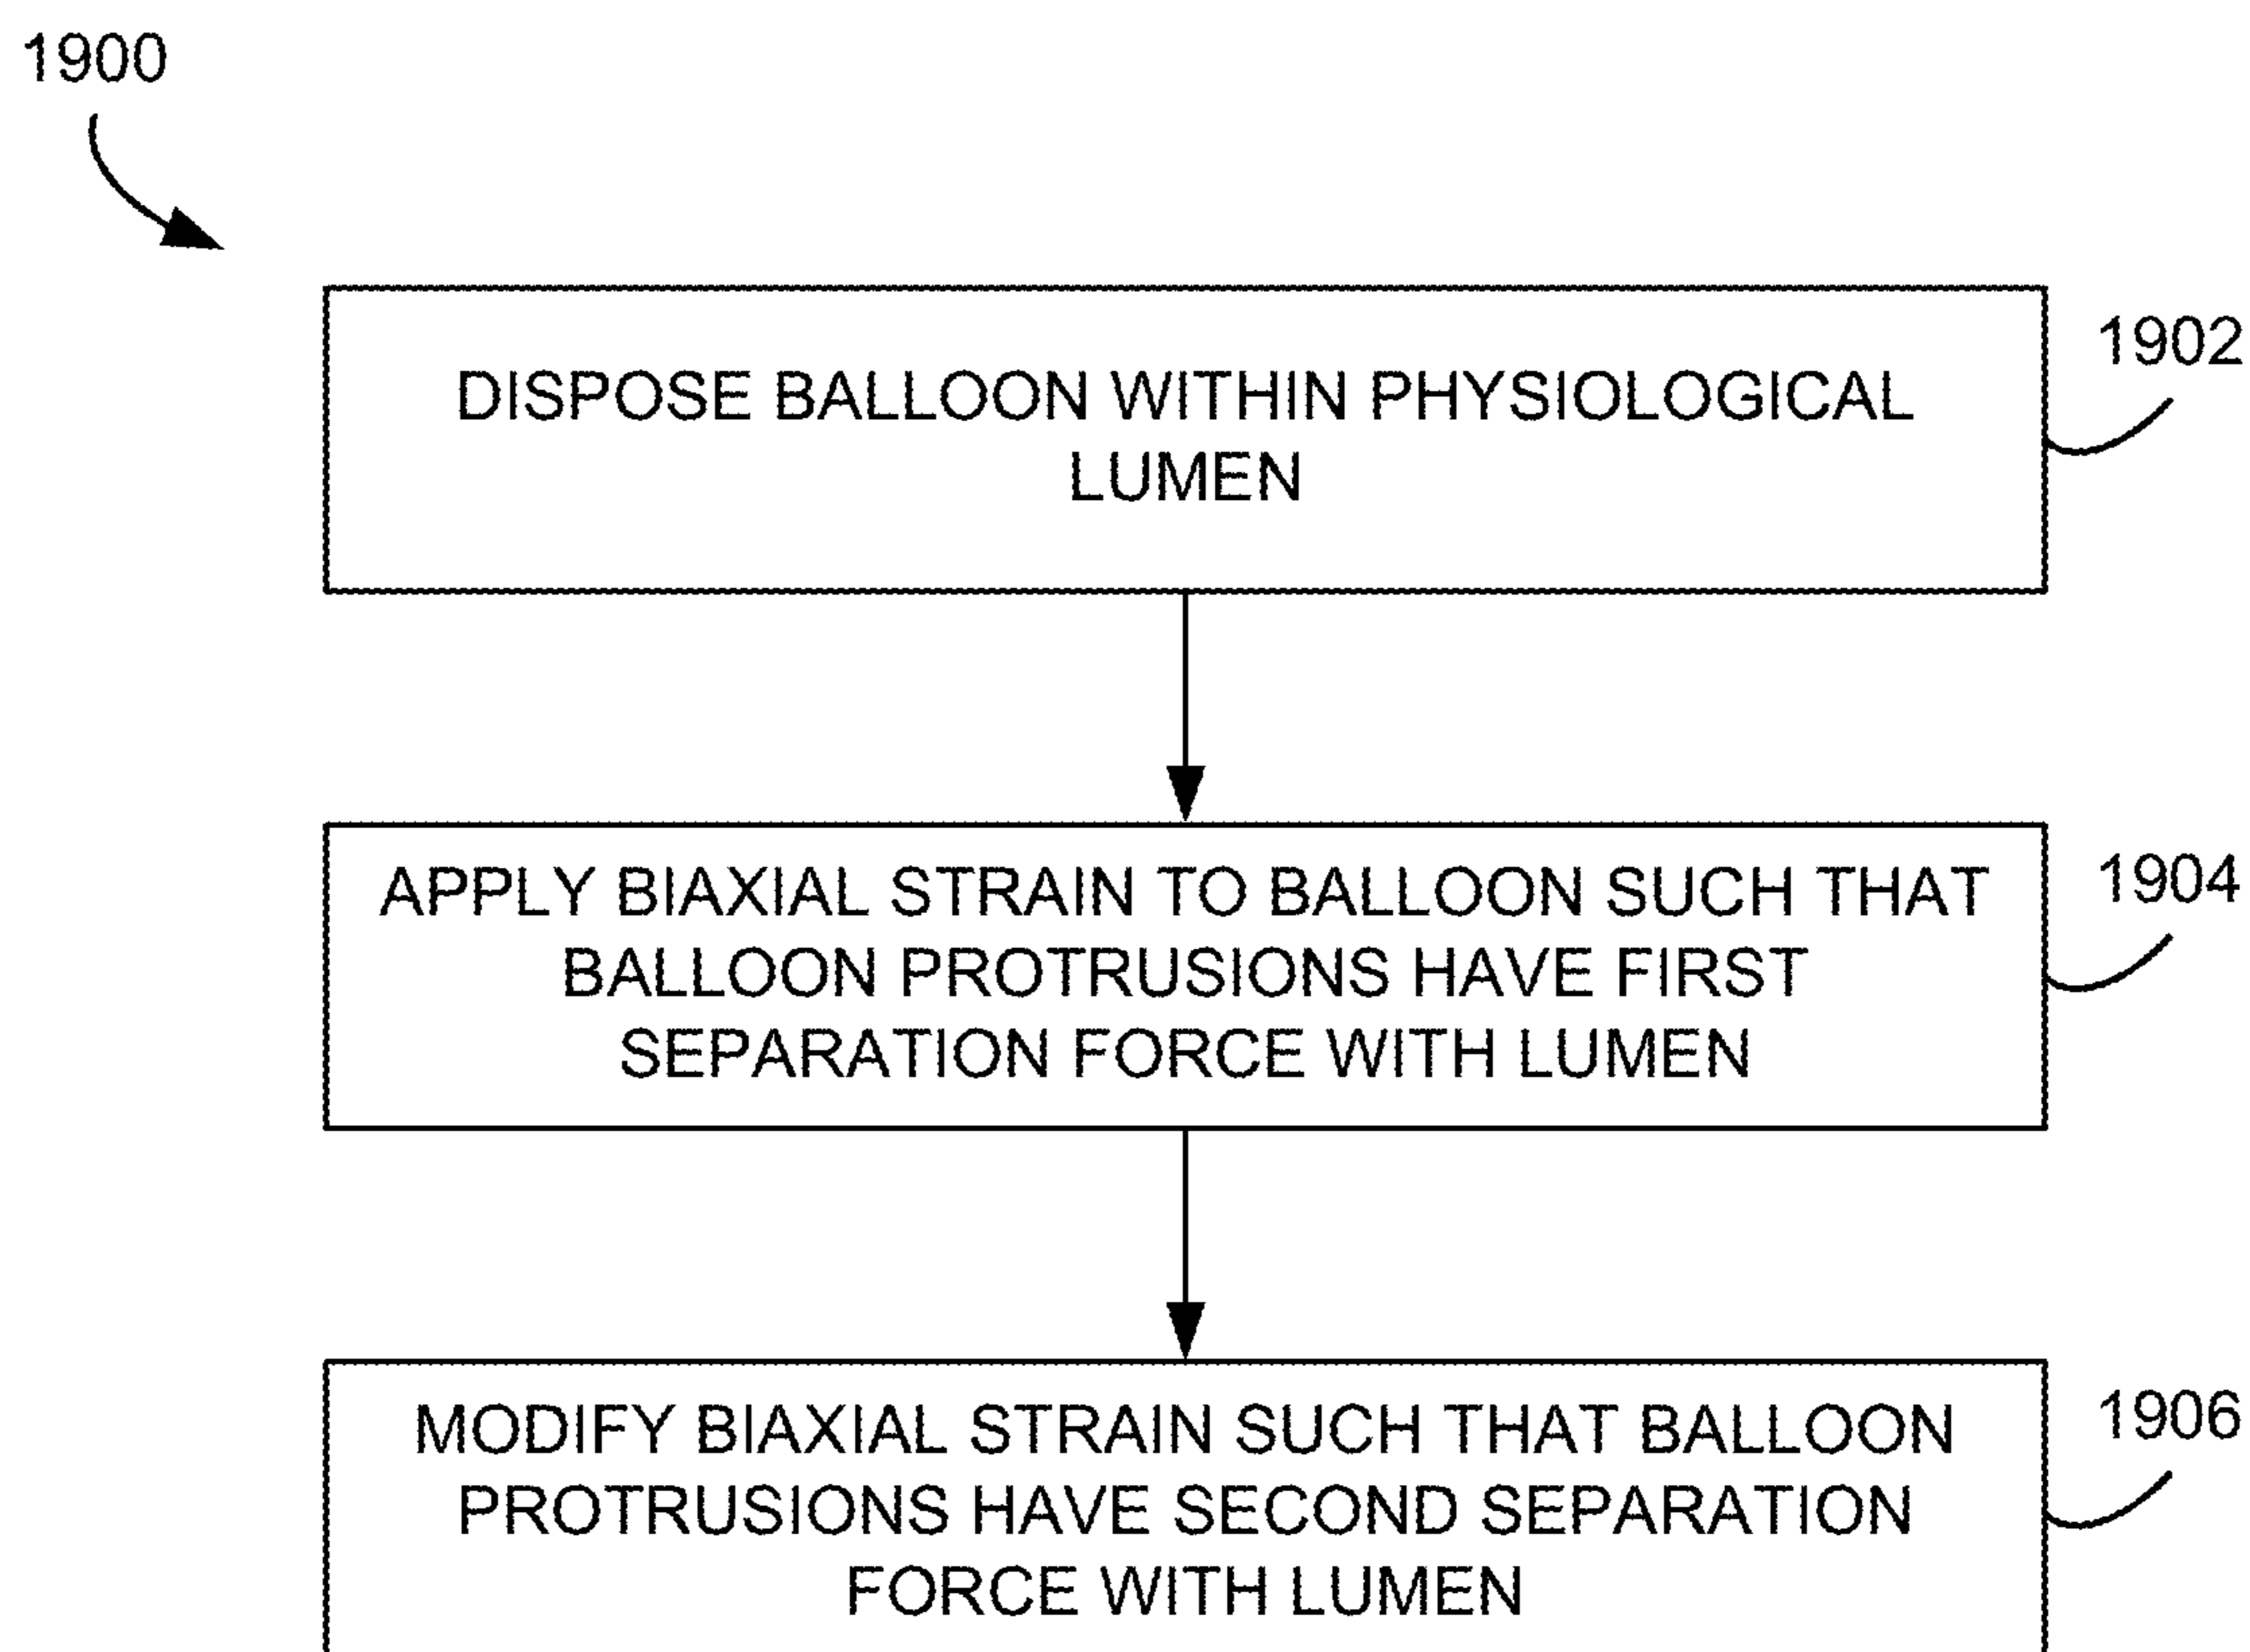 1900
DISPOSE BALLOON WITHIN PHYSIOLOGICAL
LUMEN
1902
APPLY BIAXIAL STRAIN TO BALLOON SUCH THAT
BALLOON PROTRUSIONS HAVE FIRST
SEPARATION FORCE WITH LUMEN
1904
MODIFY BIAXIAL STRAIN SUCH THAT BALLOON
PROTRUSIONS HAVE SECOND SEPARATION
FORCE WITH LUMEN
1906